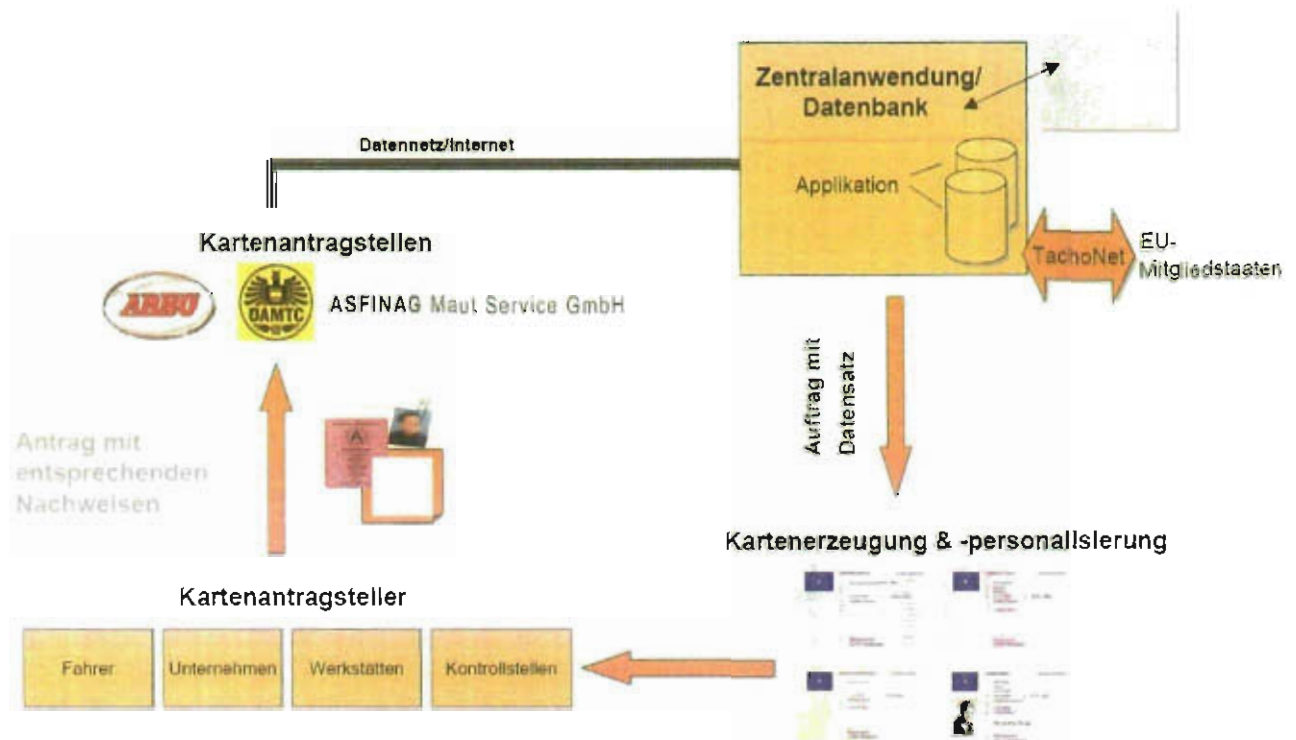 Zentralanwendung/
Datenbank
Datennetz/Internet
Applikation
Kartenantragstellen
TachoNet
EU-
Mitgliedstaaten
ARBÖ
ÖAMTC
ASFINAG Maut Service GmbH
Auftrag mit
Datensatz
Antrag mit
entsprechenden
Nachweisen
Kartenerzeugung & -personalisierung
Kartenantragsteller
Fahrer
Unternehmen
Werkstätten
Kontrollstellen